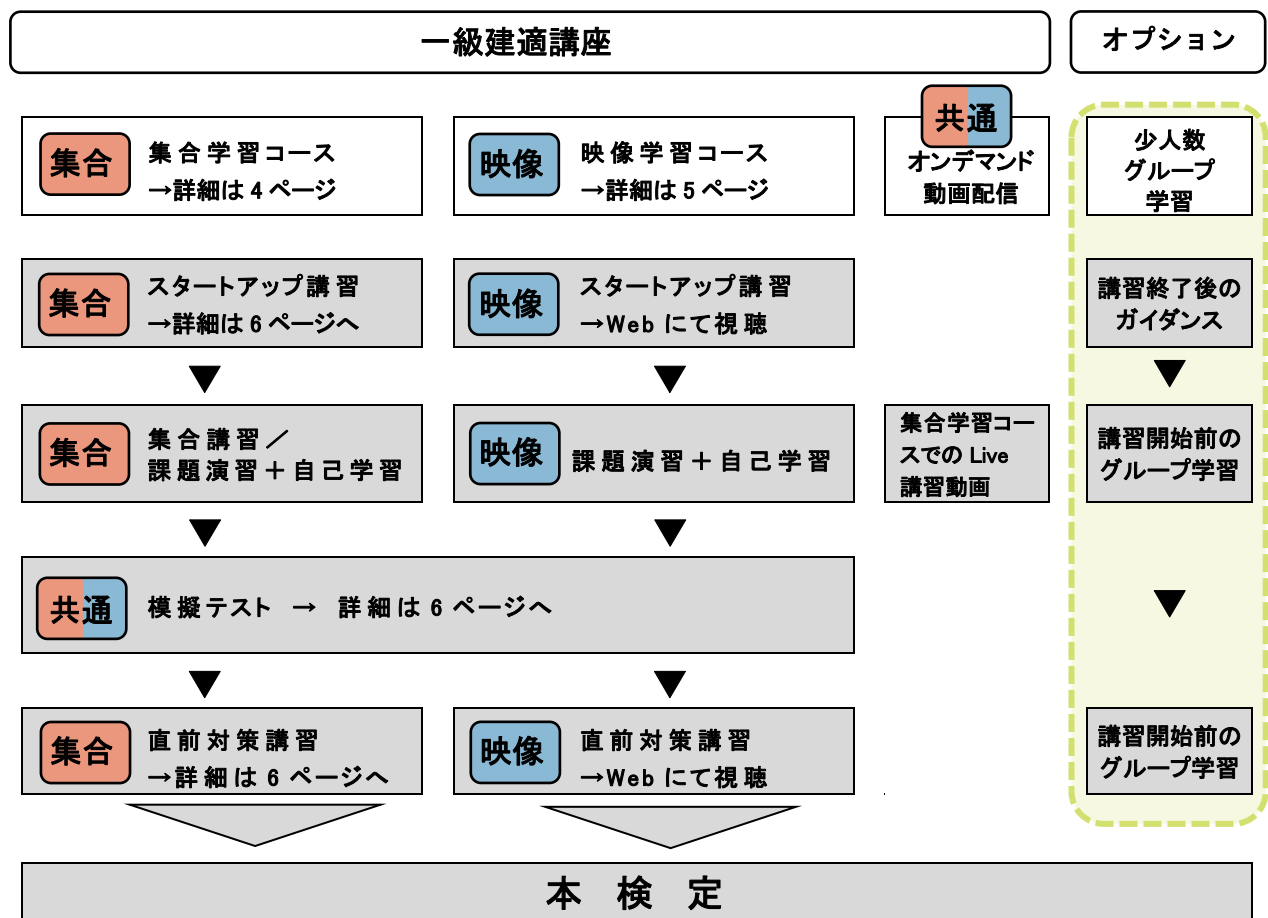 一級建適講座
オプション
集合
集合学習コース
→詳細は 4 ページ
映像
映像学習コース
→詳細は 5 ページ
共通
オンデマンド
動画配信
少人数
グループ
学習
集合
スタートアップ講習
→詳細は 6 ページへ
映像
スタートアップ講習
→Web にて視聴
講習終了後の
ガイダンス
▼
▼
▼
集合
集合講習／
課題演習＋自己学習
映像
課題演習＋自己学習
集合学習コー
スでの Live
講習動画
講習開始前の
グループ学習
▼
▼
共通
模擬テスト → 詳細は 6 ページへ
▼
▼
▼
集合
直前対策講習
→詳細は 6 ページへ
映像
直前対策講習
→Web にて視聴
講習開始前の
グループ学習
本 検 定